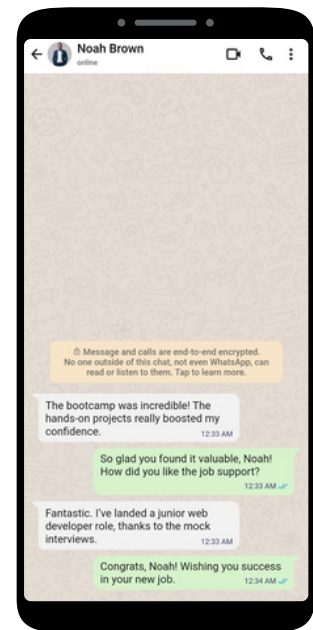 Noah Brown
online
Message and calls are end-to-end encrypted.
No one outside of this chat, not even WhatsApp, can
read or listen to them. Tap to learn more.
The bootcamp was incredible! The
hands-on projects really boosted my
confidence.
12:33 AM
So glad you found it valuable, Noah!
How did you like the job support?
12:33 AM
Fantastic. I've landed a junior web
developer role, thanks to the mock
interviews.
12:33 AM
Congrats, Noah! Wishing you success
in your new job.
12:34 AM